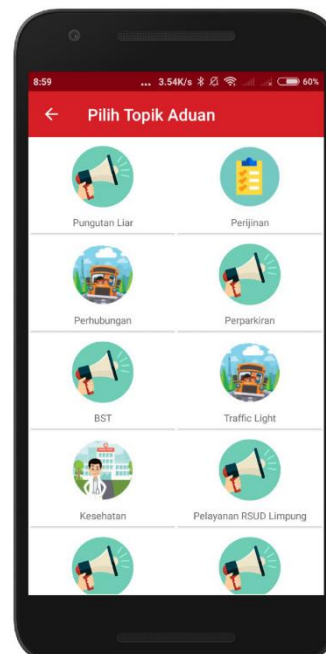 8:59 ... 3.54K/s 60%
Pilih Topik Aduan
Pungutan Liar
Perijinan
Perhubungan
Perparkiran
BST
Traffic Light
Kesehatan
Pelayanan RSUD Limpung